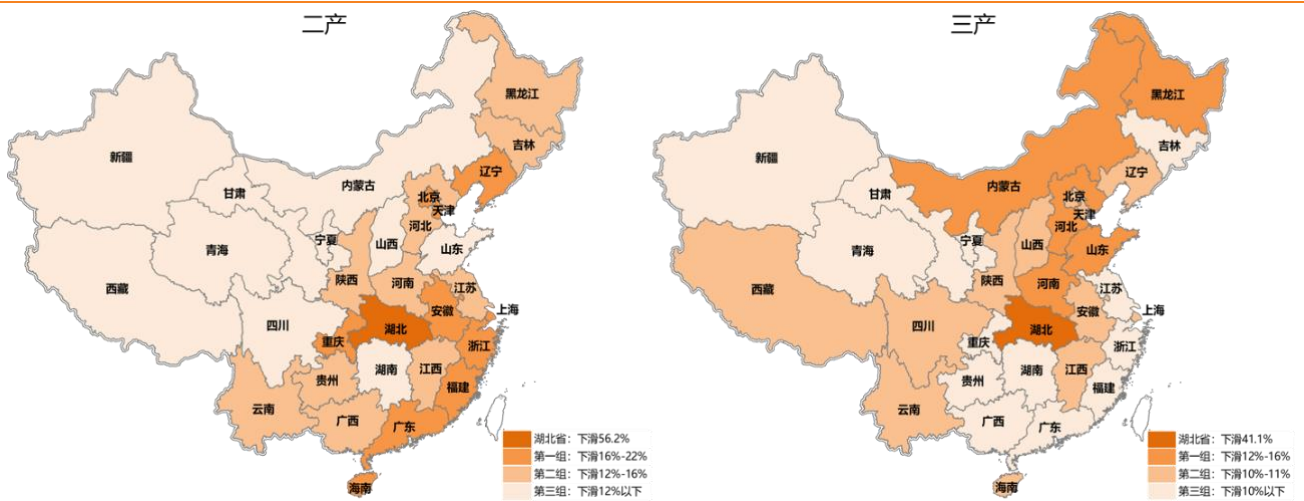 二产
黑龙江
吉林
辽宁
新疆
甘肃
内蒙古
北京
天津
河北
宁夏
山西
山东
青海
西藏
陕西
河南
江苏
安徽
上海
四川
湖北
重庆
浙江
湖南
江西
贵州
福建
云南
广西
广东
海南
湖北省：下滑56.2%
第一组：下滑16%-22%
第二组：下滑12%-16%
第三组：下滑12%以下
三产
黑龙江
吉林
辽宁
新疆
甘肃
内蒙古
北京
天津
河北
宁夏
山西
山东
青海
西藏
陕西
河南
江苏
安徽
上海
四川
湖北
重庆
浙江
湖南
江西
贵州
福建
云南
广西
广东
海南
湖北省：下滑41.1%
第一组：下滑12%-16%
第二组：下滑10%-11%
第三组：下滑10%以下